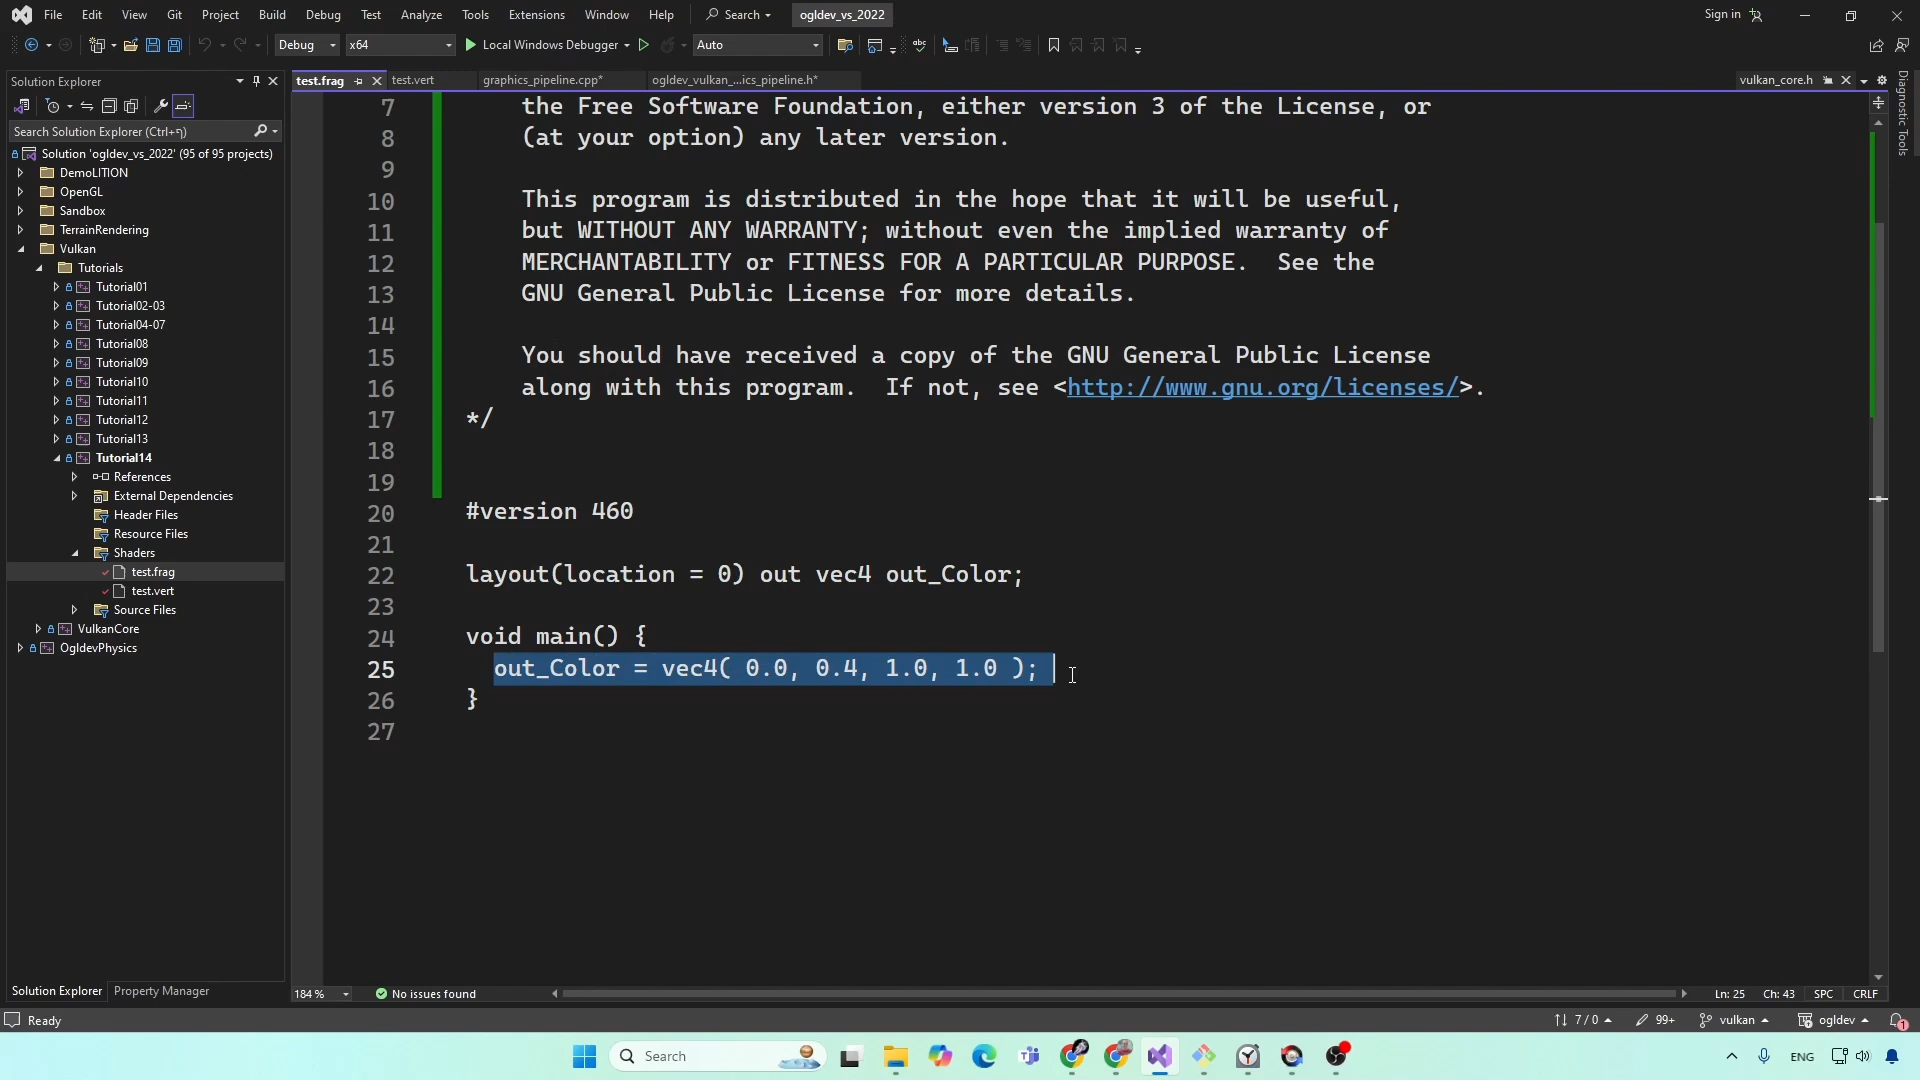 File Edit View Git Project Build Debug Test Analyze Tools Extensions Window Help Search ogldev_vs_2022 Sign in
Debug x64 Local Windows Debugger Auto
Solution Explorer
Search Solution Explorer (Ctrl+ף)
Solution 'ogldev_vs_2022' (95 of 95 projects)
DemoLITION
OpenGL
Sandbox
TerrainRendering
Vulkan
Tutorials
Tutorial01
Tutorial02-03
Tutorial04-07
Tutorial08
Tutorial09
Tutorial10
Tutorial11
Tutorial12
Tutorial13
Tutorial14
References
External Dependencies
Header Files
Resource Files
Shaders
test.frag
test.vert
Source Files
VulkanCore
OgldevPhysics
Solution Explorer Property Manager
test.frag test.vert graphics_pipeline.cpp* ogldev_vulkan_...ics_pipeline.h* vulkan_core.h
7 the Free Software Foundation, either version 3 of the License, or
8 (at your option) any later version.
9
10 This program is distributed in the hope that it will be useful,
11 but WITHOUT ANY WARRANTY; without even the implied warranty of
12 MERCHANTABILITY or FITNESS FOR A PARTICULAR PURPOSE.  See the
13 GNU General Public License for more details.
14
15 You should have received a copy of the GNU General Public License
16 along with this program.  If not, see <http://www.gnu.org/licenses/>.
17 */
18
19
20 #version 460
21
22 layout(location = 0) out vec4 out_Color;
23
24 void main() {
25 out_Color = vec4( 0.0, 0.4, 1.0, 1.0 );
26 }
27
Diagnostic Tools
184 % No issues found Ln: 25 Ch: 43 SPC CRLF
Ready 7 / 0 99+ vulkan ogldev 1
Search ENG